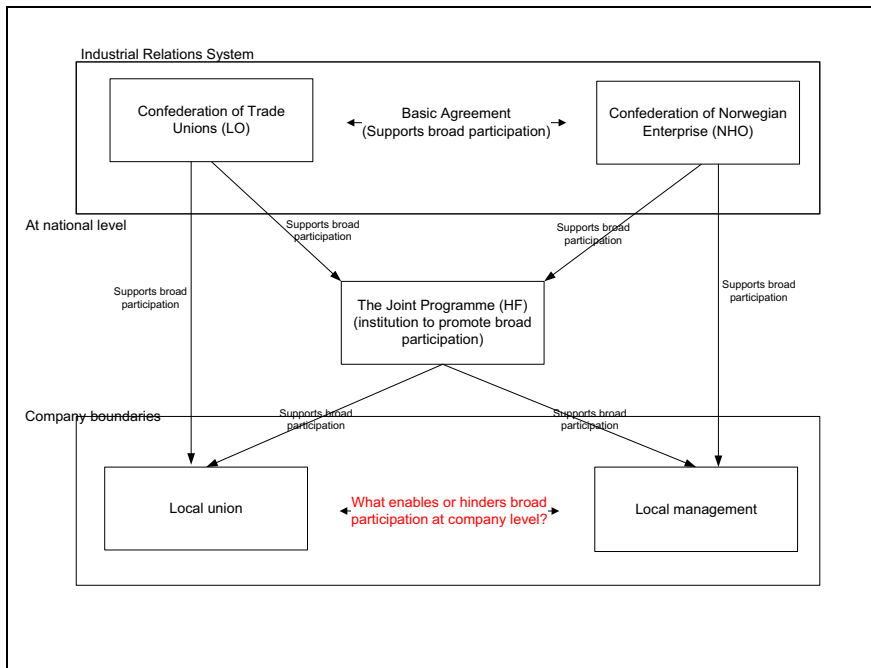 Industrial Relations System
Confederation of Trade
Unions (LO)
Basic Agreement
(Supports broad participation)
Confederation of Norwegian
Enterprise (NHO)
At national level
Supports broad
participation
Supports broad
participation
Supports broad
participation
Supports broad
participation
The Joint Programme (HF)
(institution to promote broad
participation)
Company boundaries
Supports broad
participation
Supports broad
participation
Local union
What enables or hinders broad
participation at company level?
Local management